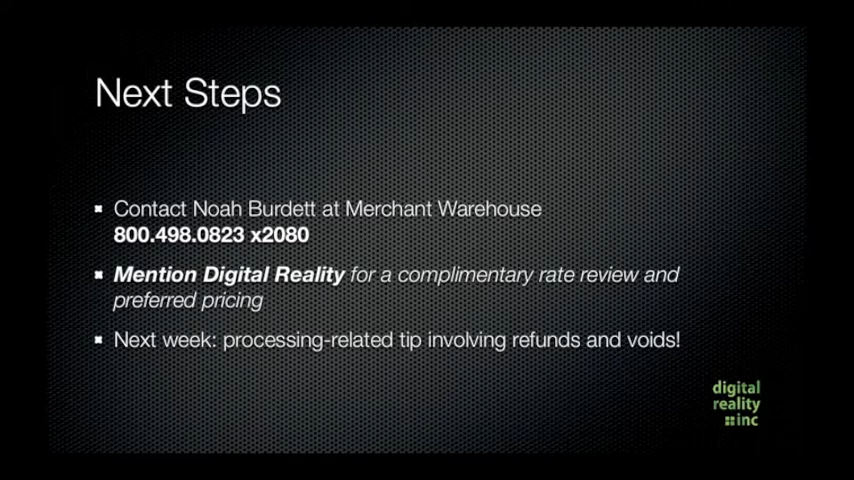 Next Steps
Contact Noah Burdett at Merchant Warehouse
800.498.0823 x2080
Mention Digital Reality for a complimentary rate review and
preferred pricing
Next week: processing-related tip involving refunds and voids!
digital
reality
inc